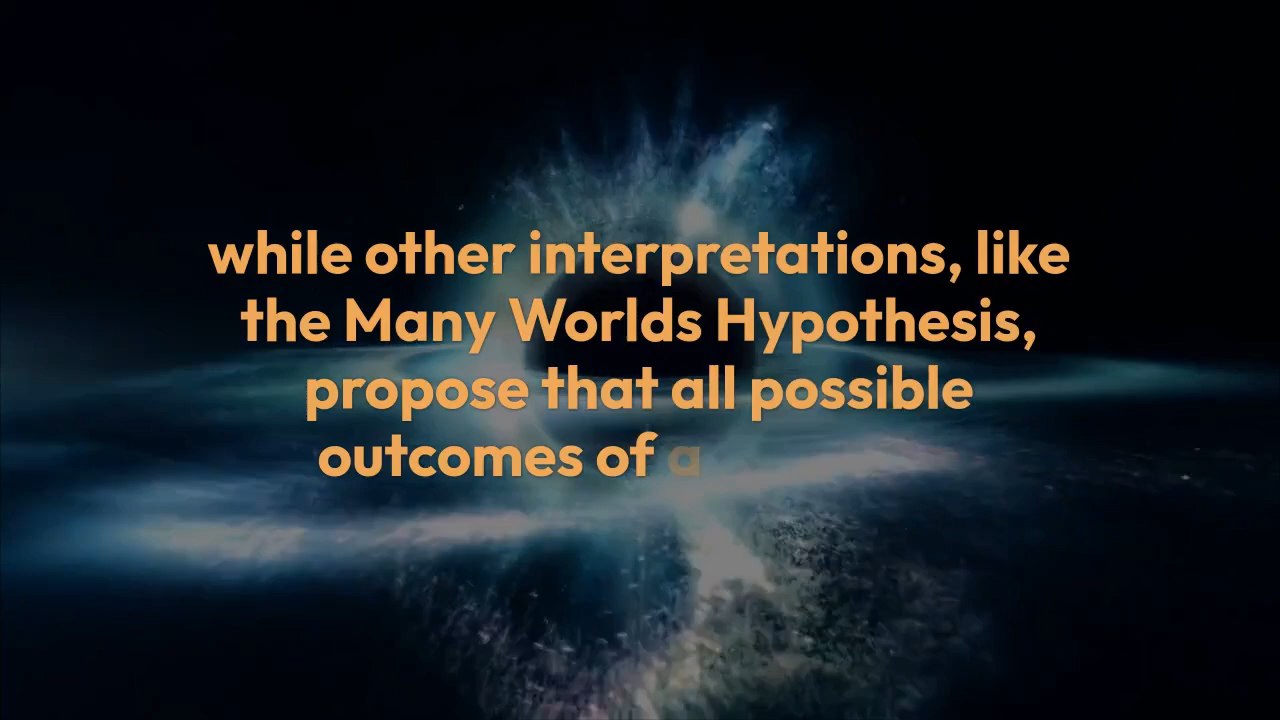 while other interpretations, like
the Many Worlds Hypothesis,
propose that all possible
outcomes of a